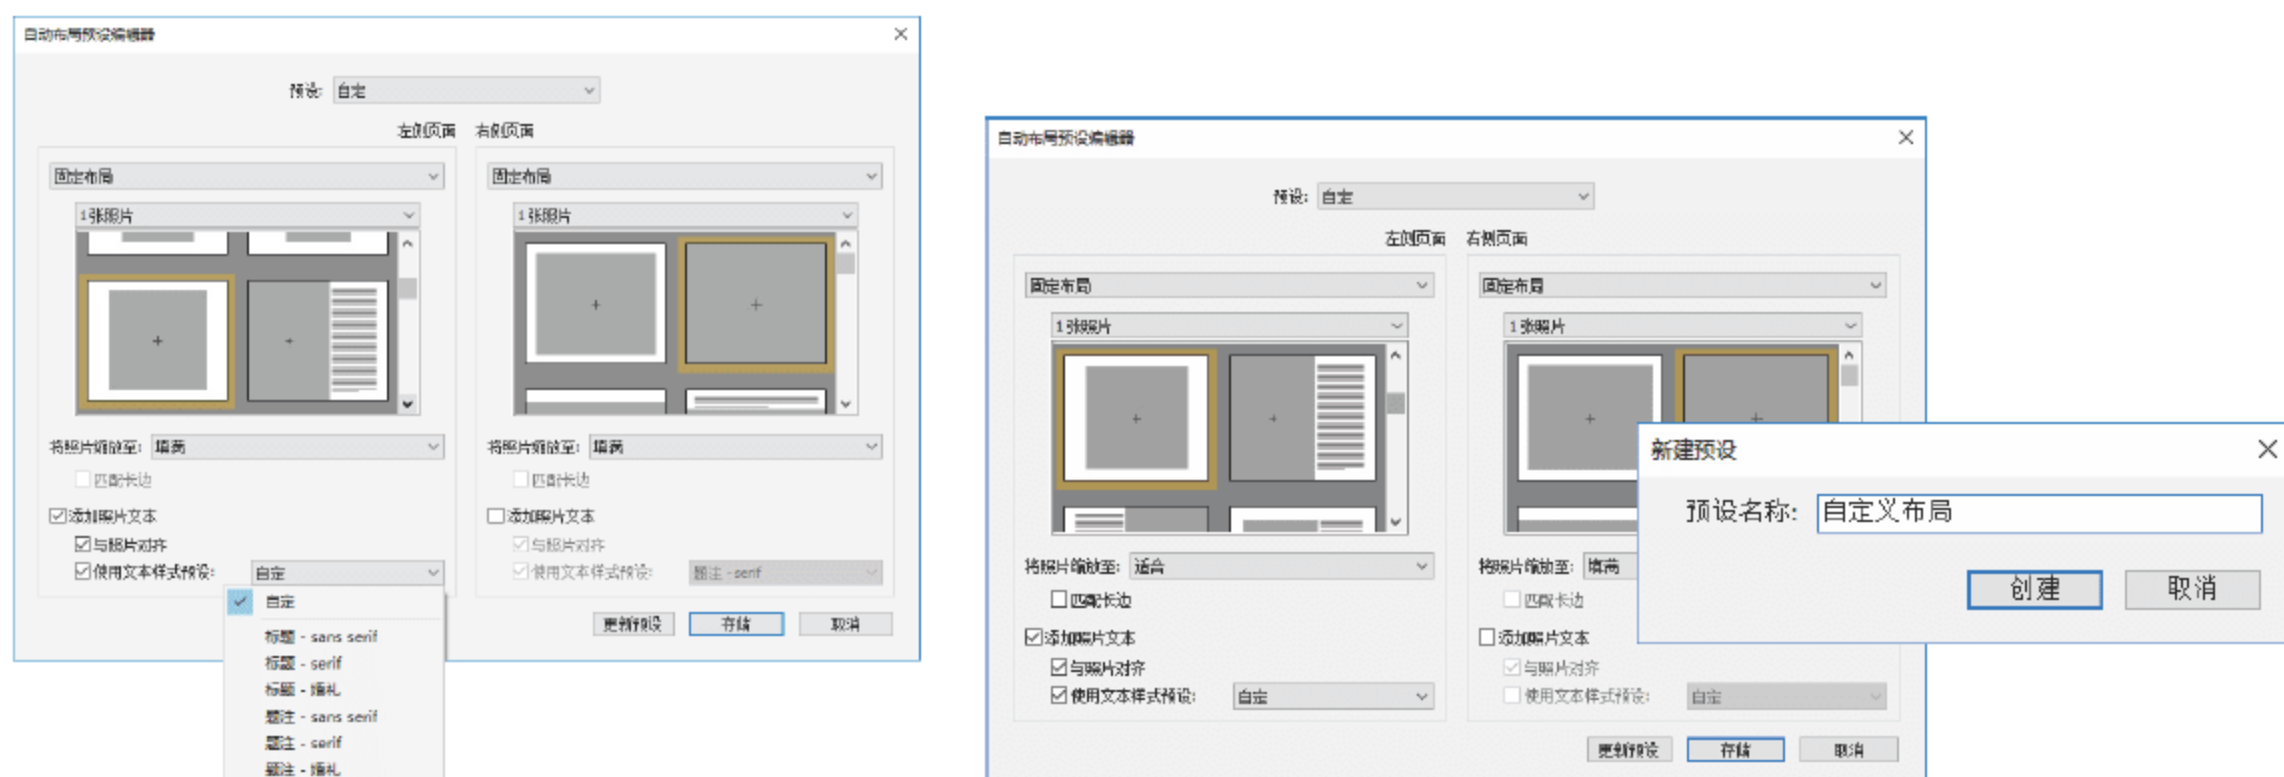 自动布局预设编辑器
预设: 自定
左侧页面 右侧页面
固定布局 固定布局
1张照片 1张照片
将照片缩放至: 填满 将照片缩放至: 填满
匹配长边 匹配长边
添加照片文本 添加照片文本
与照片对齐 与照片对齐
使用文本样式预设: 自定 使用文本样式预设: 题注 - serif
自定
标题 - sans serif
标题 - serif
标题 - 婚礼
题注 - sans serif
题注 - serif
题注 - 婚礼
更新预设 存储 取消
自动布局预设编辑器
预设: 自定
左侧页面 右侧页面
固定布局 固定布局
1张照片 1张照片
将照片缩放至: 适合 将照片缩放至: 填满
匹配长边 匹配长边
添加照片文本 添加照片文本
与照片对齐 与照片对齐
使用文本样式预设: 自定 使用文本样式预设: 自定
更新预设 存储 取消
新建预设
预设名称: 自定义布局
创建 取消